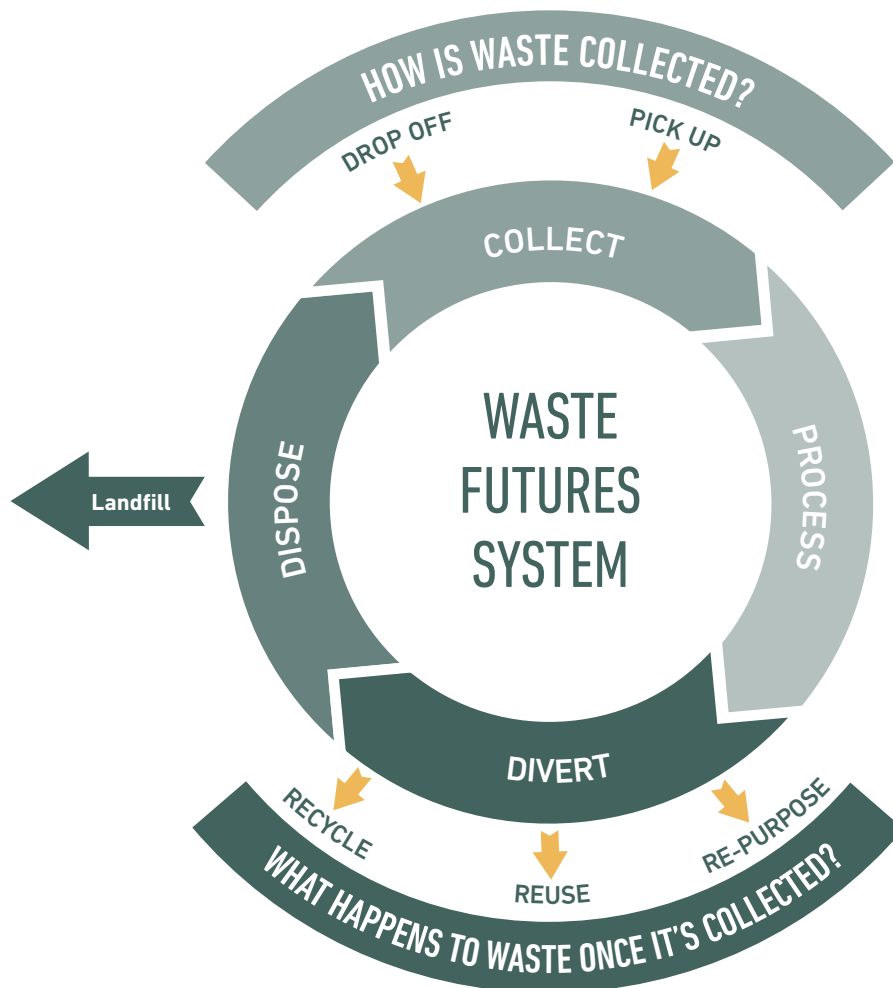 HOW IS WASTE COLLECTED?
DROP OFF
PICK UP
COLLECT
PROCESS
WASTE
FUTURES
SYSTEM
DISPOSE
Landfill
DIVERT
RECYCLE
REUSE
RE-PURPOSE
WHAT HAPPENS TO WASTE ONCE IT'S COLLECTED?